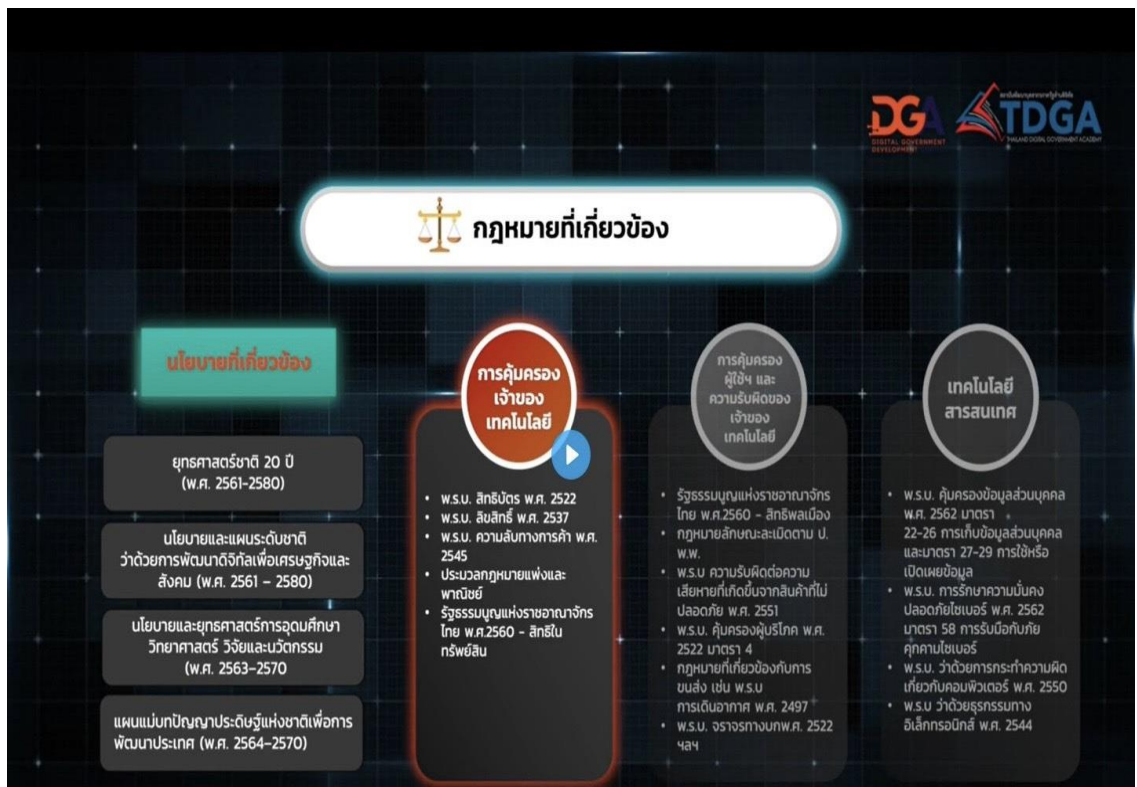 DGA
DIGITAL GOVERNMENT
DEVELOPMENT
TDGA
THAILAND DIGITAL GOVERNMENT ACADEMY
กฎหมายที่เกี่ยวข้อง
นโยบายที่เกี่ยวข้อง
ยุทธศาสตร์ชาติ 20 ปี
(พ.ศ. 2561-2580)
นโยบายและแผนระดับชาติ
ว่าด้วยการพัฒนาดิจิทัลเพื่อเศรษฐกิจและ
สังคม (พ.ศ. 2561 – 2580)
นโยบายและยุทธศาสตร์การอุดมศึกษา
วิทยาศาสตร์ วิจัยและนวัตกรรม
(พ.ศ. 2563-2570
แผนแม่บทปัญญาประดิษฐ์แห่งชาติเพื่อการ
พัฒนาประเทศ (พ.ศ. 2564-2570)
การคุ้มครอง
เจ้าของ
เทคโนโลยี
• พ.ร.บ. สิทธิบัตร พ.ศ. 2522
• พ.ร.บ. ลิขสิทธิ์ พ.ศ. 2537
• พ.ร.บ. ความลับทางการค้า พ.ศ.
2545
• ประมวลกฎหมายแพ่งและ
พาณิชย์
• รัฐธรรมนูญแห่งราชอาณาจักร
ไทย พ.ศ.2560 - สิทธิใน
ทรัพย์สิน
การคุ้มครอง
ผู้ใช้ฯ และ
ความรับผิดของ
เจ้าของ
เทคโนโลยี
• รัฐธรรมนูญแห่งราชอาณาจักร
ไทย พ.ศ.2560 - สิทธิพลเมือง
• กฎหมายลักษณะละเมิดตาม ป.
พ.พ.
• พ.ร.บ ความรับผิดต่อความ
เสียหายที่เกิดขึ้นจากสินค้าที่ไม่
ปลอดภัย พ.ศ. 2551
• พ.ร.บ. คุ้มครองผู้บริโภค พ.ศ.
2522 มาตรา 4
• กฎหมายที่เกี่ยวข้องกับการ
ขนส่ง เช่น พ.ร.บ
การเดินอากาศ พ.ศ. 2497
• พ.ร.บ. จราจรทางบกพ.ศ. 2522
ฯลฯ
เทคโนโลยี
สารสนเทศ
• พ.ร.บ. คุ้มครองข้อมูลส่วนบุคคล
พ.ศ. 2562 มาตรา
22-26 การเก็บข้อมูลส่วนบุคคล
และมาตรา 27-29 การใช้หรือ
เปิดเผยข้อมูล
• พ.ร.บ. การรักษาความมั่นคง
ปลอดภัยไซเบอร์ พ.ศ. 2562
มาตรา 58 การรับมือกับภัย
คุกคามไซเบอร์
• พ.ร.บ. ว่าด้วยการกระทำความผิด
เกี่ยวกับคอมพิวเตอร์ พ.ศ. 2550
• พ.ร.บ ว่าด้วยธุรกรรมทาง
อิเล็กทรอนิกส์ พ.ศ. 2544